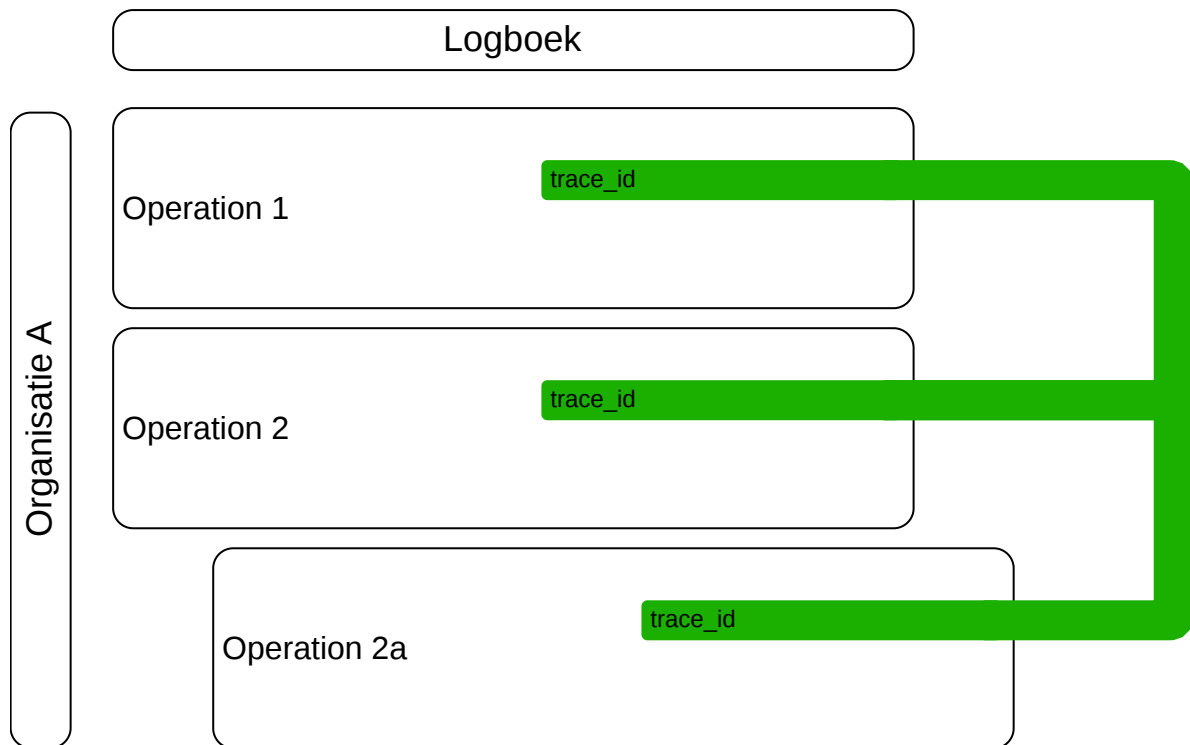 Logboek
Organisatie A
Operation 1
trace_id
Operation 2
trace_id
Operation 2a
trace_id